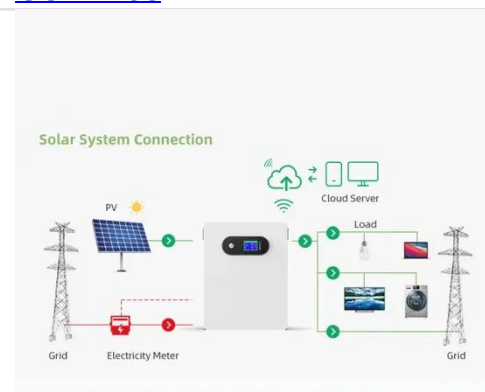 Solar System Connection
Cloud Server
PV
Load
Grid
Electricity Meter
Grid